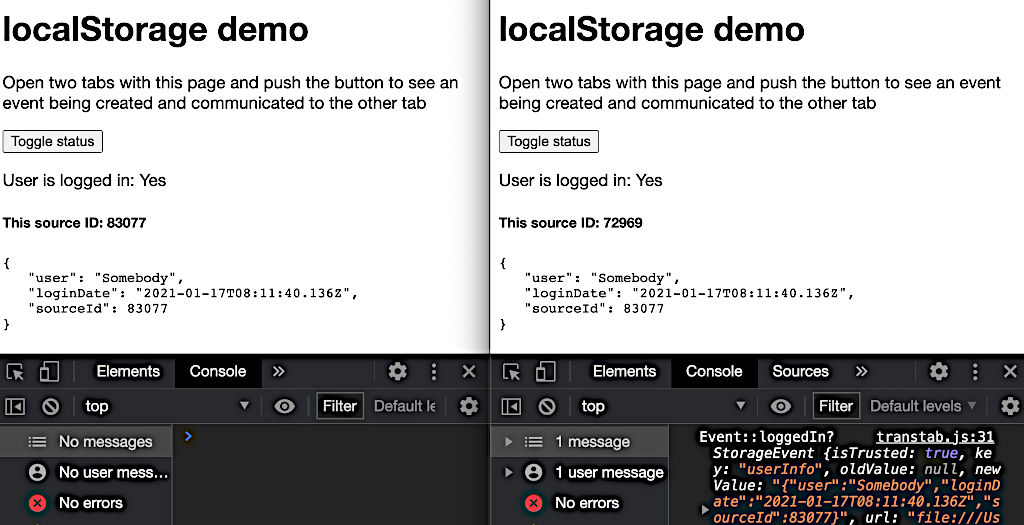 localStorage demo
Open two tabs with this page and push the button to see an
event being created and communicated to the other tab
Toggle status
User is logged in: Yes
This source ID: 83077
{
"user": "Somebody",
"loginDate": "2021-01-17T08:11:40.136Z",
"sourceId": 83077
}
Elements Console »
top Filter Default le
No messages
No user mess...
No errors
>
localStorage demo
Open two tabs with this page and push the button to see an event
being created and communicated to the other tab
Toggle status
User is logged in: Yes
This source ID: 72969
{
"user": "Somebody",
"loginDate": "2021-01-17T08:11:40.136Z",
"sourceId": 83077
}
Elements Console Sources »
top Filter Default levels
1 message
1 user message
No errors
Event::loggedIn? transtab.js:31
StorageEvent {isTrusted: true, ke
y: "userInfo", oldValue: null, new
Value: "{"user":"Somebody","loginD
ate":"2021-01-17T08:11:40.136Z","s
ourceId":83077}", url: "file:///Us